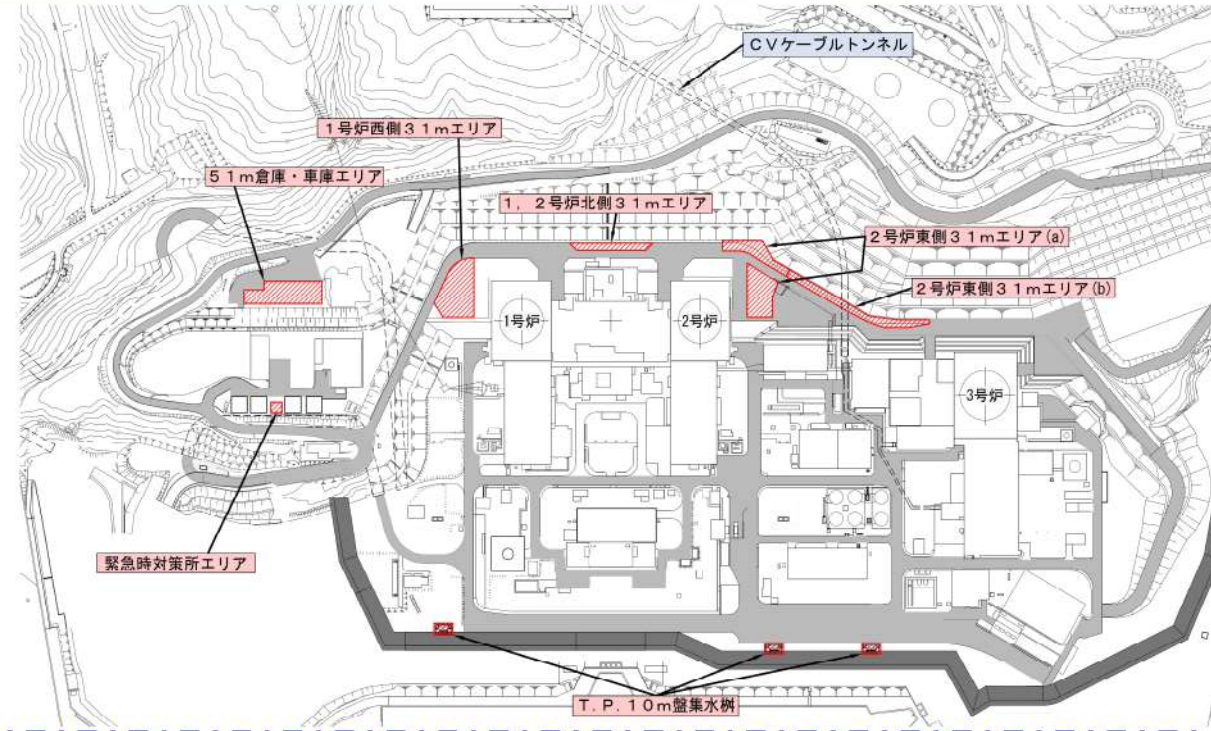 CVケーブルトンネル
1号炉西側31mエリア
51m倉庫・車庫エリア
1,2号炉北側31mエリア
2号炉東側31mエリア(a)
2号炉東側31mエリア(b)
1号炉
2号炉
3号炉
緊急時対策所エリア
T.P.10m盤集水桝